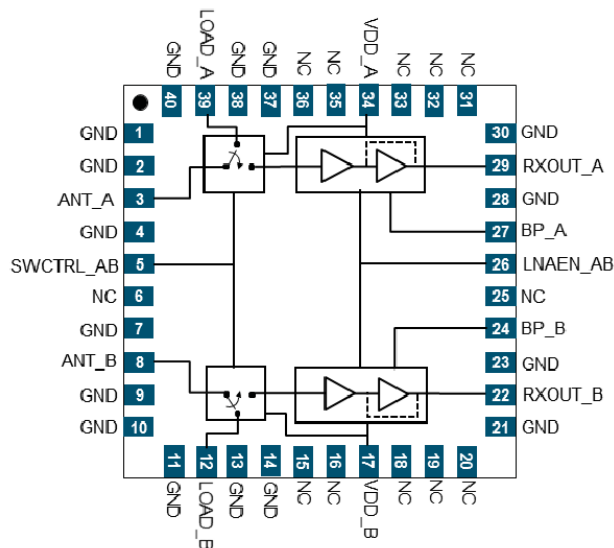 GND LOAD_A GND GND NC NC VDD_A NC NC NC
40 39 38 37 36 35 34 33 32 31
GND 1 30 GND
GND 2 29 RXOUT_A
ANT_A 3 28 GND
GND 4 27 BP_A
SWCTRL_AB 5 26 LNAEN_AB
NC 6 25 NC
GND 7 24 BP_B
ANT_B 8 23 GND
GND 9 22 RXOUT_B
GND 10 21 GND
11 12 13 14 15 16 17 18 19 20
GND LOAD_B GND GND NC NC VDD_B NC NC NC